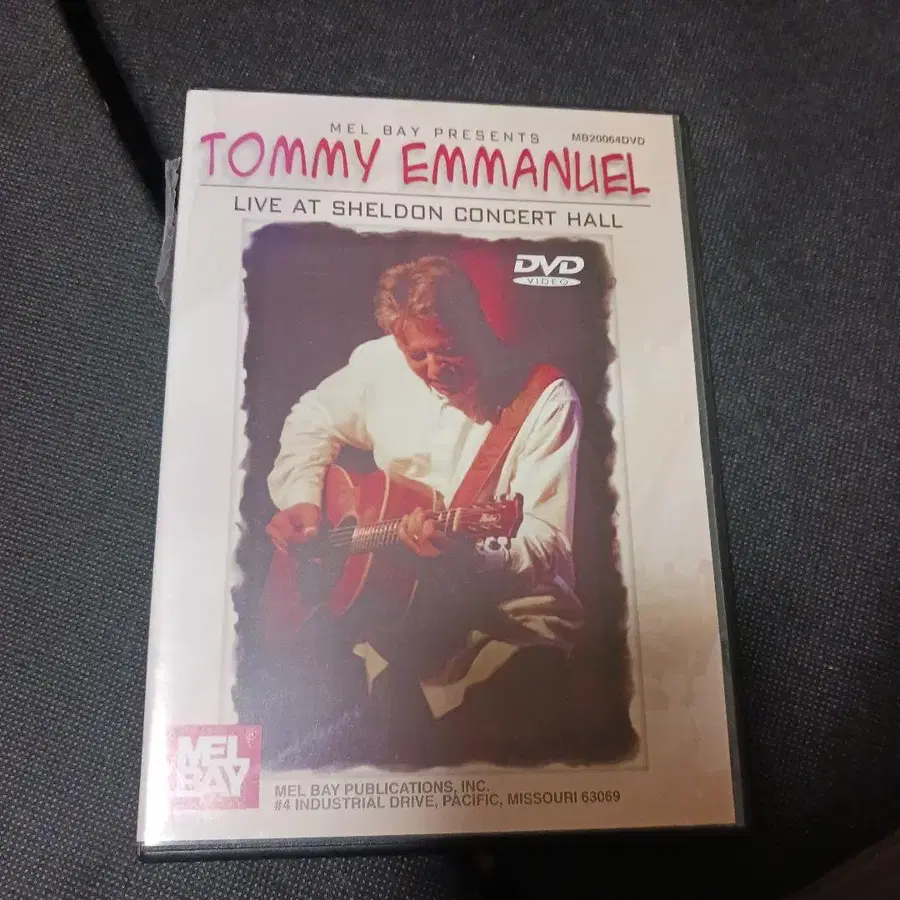 MEL BAY PRESENTS
MB20064DVD
TOMMY EMMANUEL
LIVE AT SHELDON CONCERT HALL
DVD
VIDEO
MEL
BAY
MEL BAY PUBLICATIONS, INC.
#4 INDUSTRIAL DRIVE, PACIFIC, MISSOURI 63069